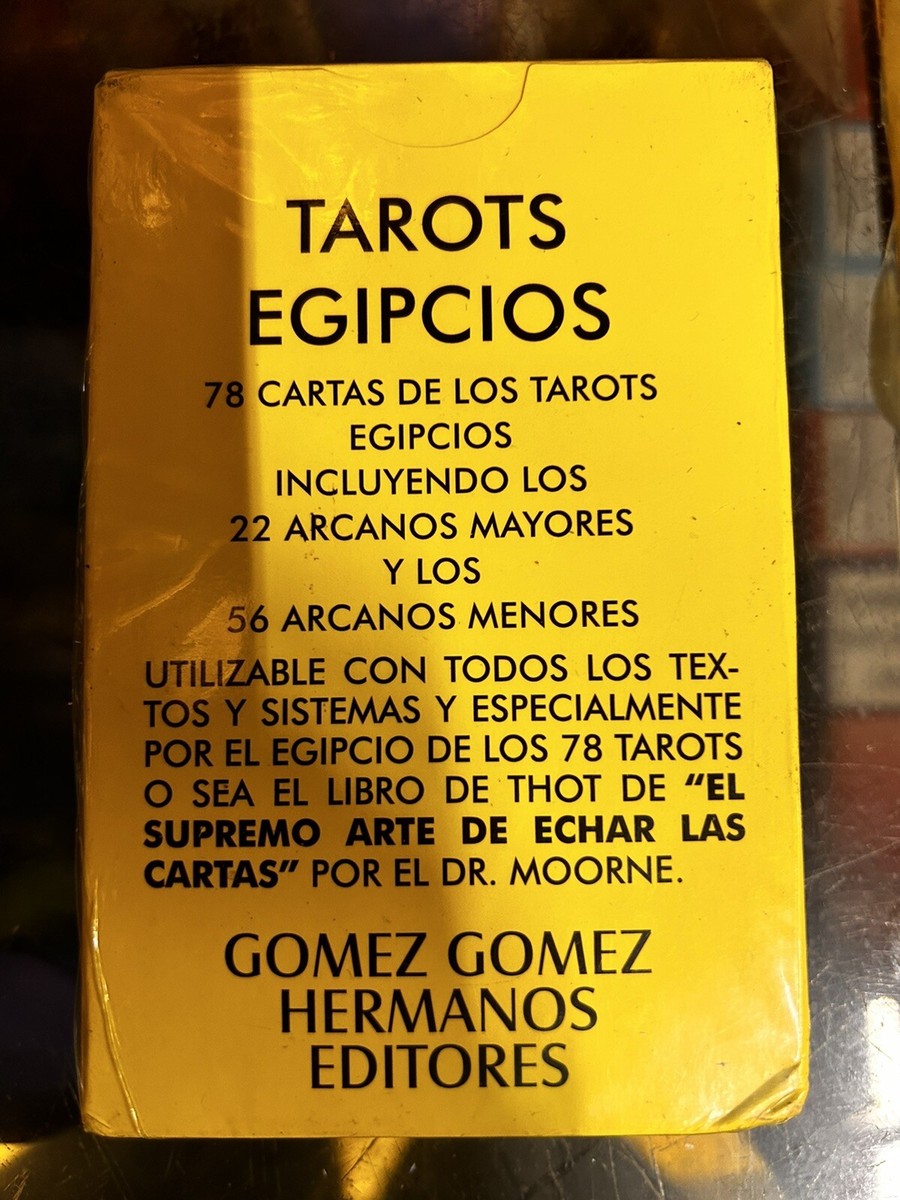 TAROTS
EGIPCIOS
78 CARTAS DE LOS TAROTS
EGIPCIOS
INCLUYENDO LOS
22 ARCANOS MAYORES
Y LOS
56 ARCANOS MENORES
UTILIZABLE CON TODOS LOS TEX-
TOS Y SISTEMAS Y ESPECIALMENTE
POR EL EGIPCIO DE LOS 78 TAROTS
O SEA EL LIBRO DE THOT DE “EL
SUPREMO ARTE DE ECHAR LAS
CARTAS” POR EL DR. MOORNE.
GOMEZ GOMEZ
HERMANOS
EDITORES